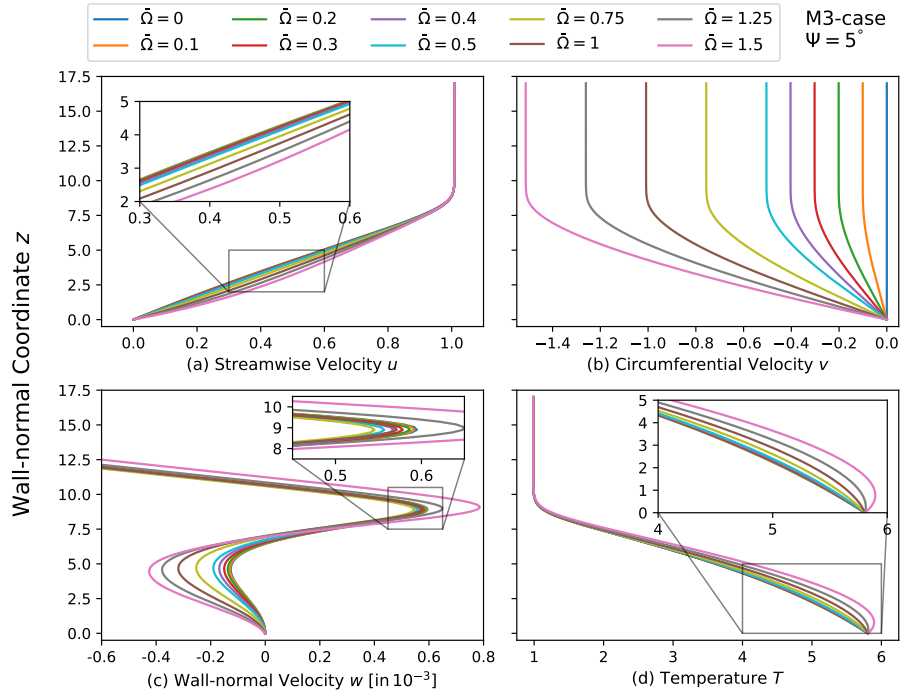 Ω̄ = 0 Ω̄ = 0.2 Ω̄ = 0.4 Ω̄ = 0.75 Ω̄ = 1.25
Ω̄ = 0.1 Ω̄ = 0.3 Ω̄ = 0.5 Ω̄ = 1 Ω̄ = 1.5
M3-case
Ψ = 5°
Wall-normal Coordinate z
17.5
15.0
12.5
10.0
7.5
5.0
2.5
0.0
5
4
3
2
0.3 0.4 0.5 0.6
0.0 0.2 0.4 0.6 0.8 1.0
(a) Streamwise Velocity u
−1.4 −1.2 −1.0 −0.8 −0.6 −0.4 −0.2 0.0
(b) Circumferential Velocity v
17.5
15.0
12.5
10.0
7.5
5.0
2.5
0.0
10
9
8
0.5 0.6
−0.6 −0.4 −0.2 0 0.2 0.4 0.6 0.8
(c) Wall-normal Velocity w [in 10⁻³]
5
4
3
2
1
0
4 5 6
1 2 3 4 5 6
(d) Temperature T